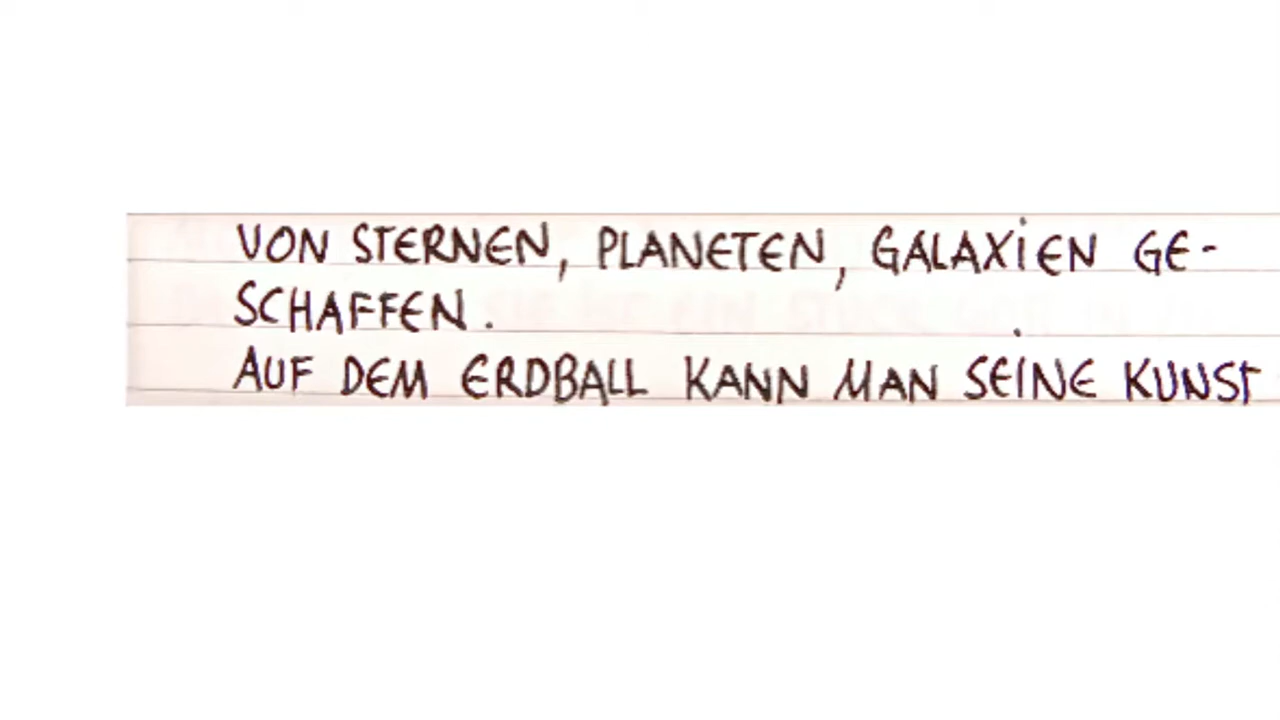 VON STERNEN, PLANETEN, GALAXiEN GE-
SCHAFFEN.
AUF DEM ERDBALL KANN MAN SEiNE KUNST